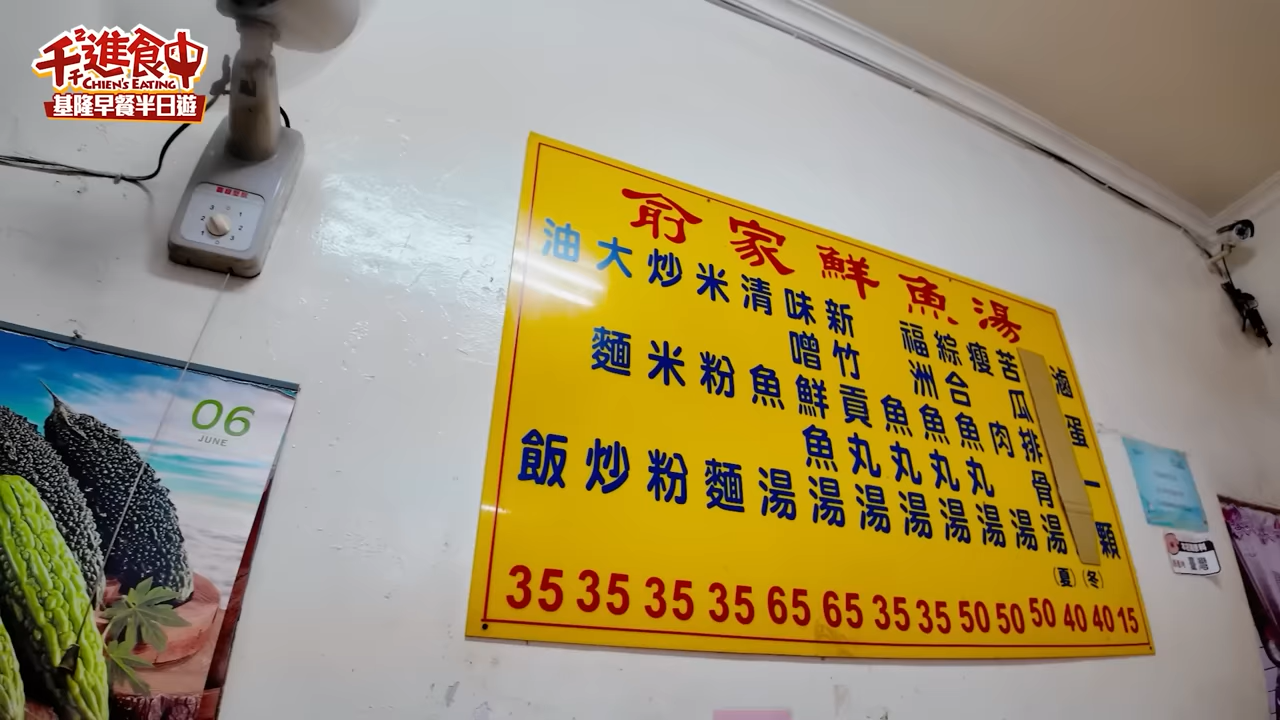 千千進食中
CHIEN'S EATING
基隆早餐半日遊
06
JUNE
俞家鮮魚湯
油飯 35
大麵炒 35
炒米粉 35
米粉麵 35
清魚湯 65
味噌鮮魚湯 65
新竹貢丸湯 35
魚丸湯 35
福洲魚丸湯 50
綜合魚丸湯 50
瘦肉湯 50
苦瓜排骨湯(夏) 40
(冬) 40
滷蛋一顆 15